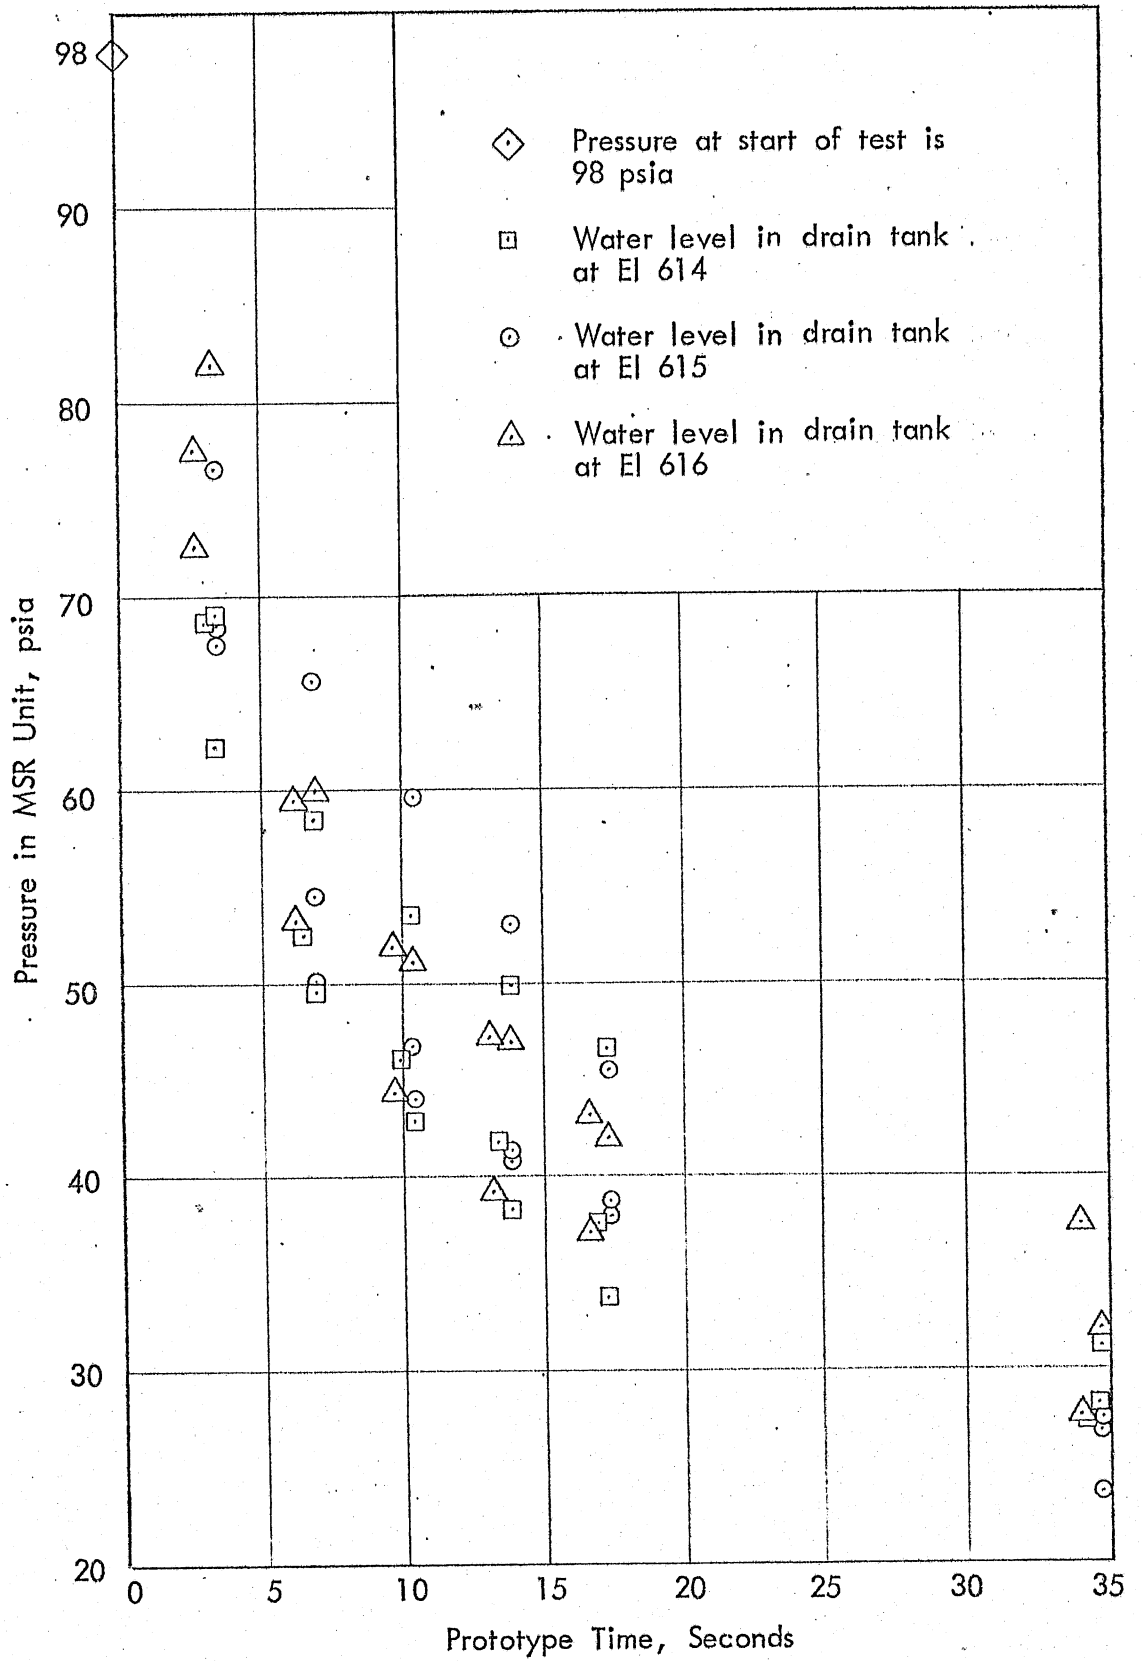 98
90
80
70
60
50
40
30
20
0
5
10
15
20
25
30
35
Pressure in MSR Unit, psia
Prototype Time, Seconds
Pressure at start of test is
98 psia
Water level in drain tank
at El 614
Water level in drain tank
at El 615
Water level in drain tank
at El 616